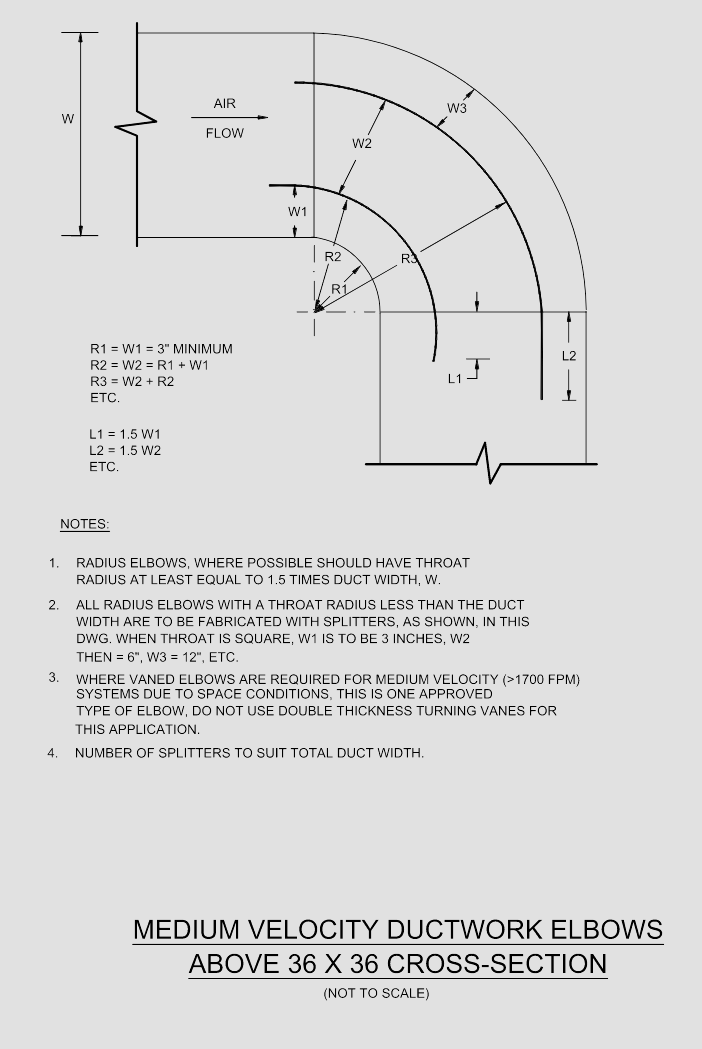 W
AIR
FLOW
W3
W2
W1
R2
R3
R1
L2
L1
R1 = W1 = 3" MINIMUM
R2 = W2 = R1 + W1
R3 = W2 + R2
ETC.
L1 = 1.5 W1
L2 = 1.5 W2
ETC.
NOTES:
1. RADIUS ELBOWS, WHERE POSSIBLE SHOULD HAVE THROAT
RADIUS AT LEAST EQUAL TO 1.5 TIMES DUCT WIDTH, W.
2. ALL RADIUS ELBOWS WITH A THROAT RADIUS LESS THAN THE DUCT
WIDTH ARE TO BE FABRICATED WITH SPLITTERS, AS SHOWN, IN THIS
DWG. WHEN THROAT IS SQUARE, W1 IS TO BE 3 INCHES, W2
THEN = 6", W3 = 12", ETC.
3. WHERE VANED ELBOWS ARE REQUIRED FOR MEDIUM VELOCITY (>1700 FPM)
SYSTEMS DUE TO SPACE CONDITIONS, THIS IS ONE APPROVED
TYPE OF ELBOW, DO NOT USE DOUBLE THICKNESS TURNING VANES FOR
THIS APPLICATION.
4. NUMBER OF SPLITTERS TO SUIT TOTAL DUCT WIDTH.
MEDIUM VELOCITY DUCTWORK ELBOWS
ABOVE 36 X 36 CROSS-SECTION
(NOT TO SCALE)